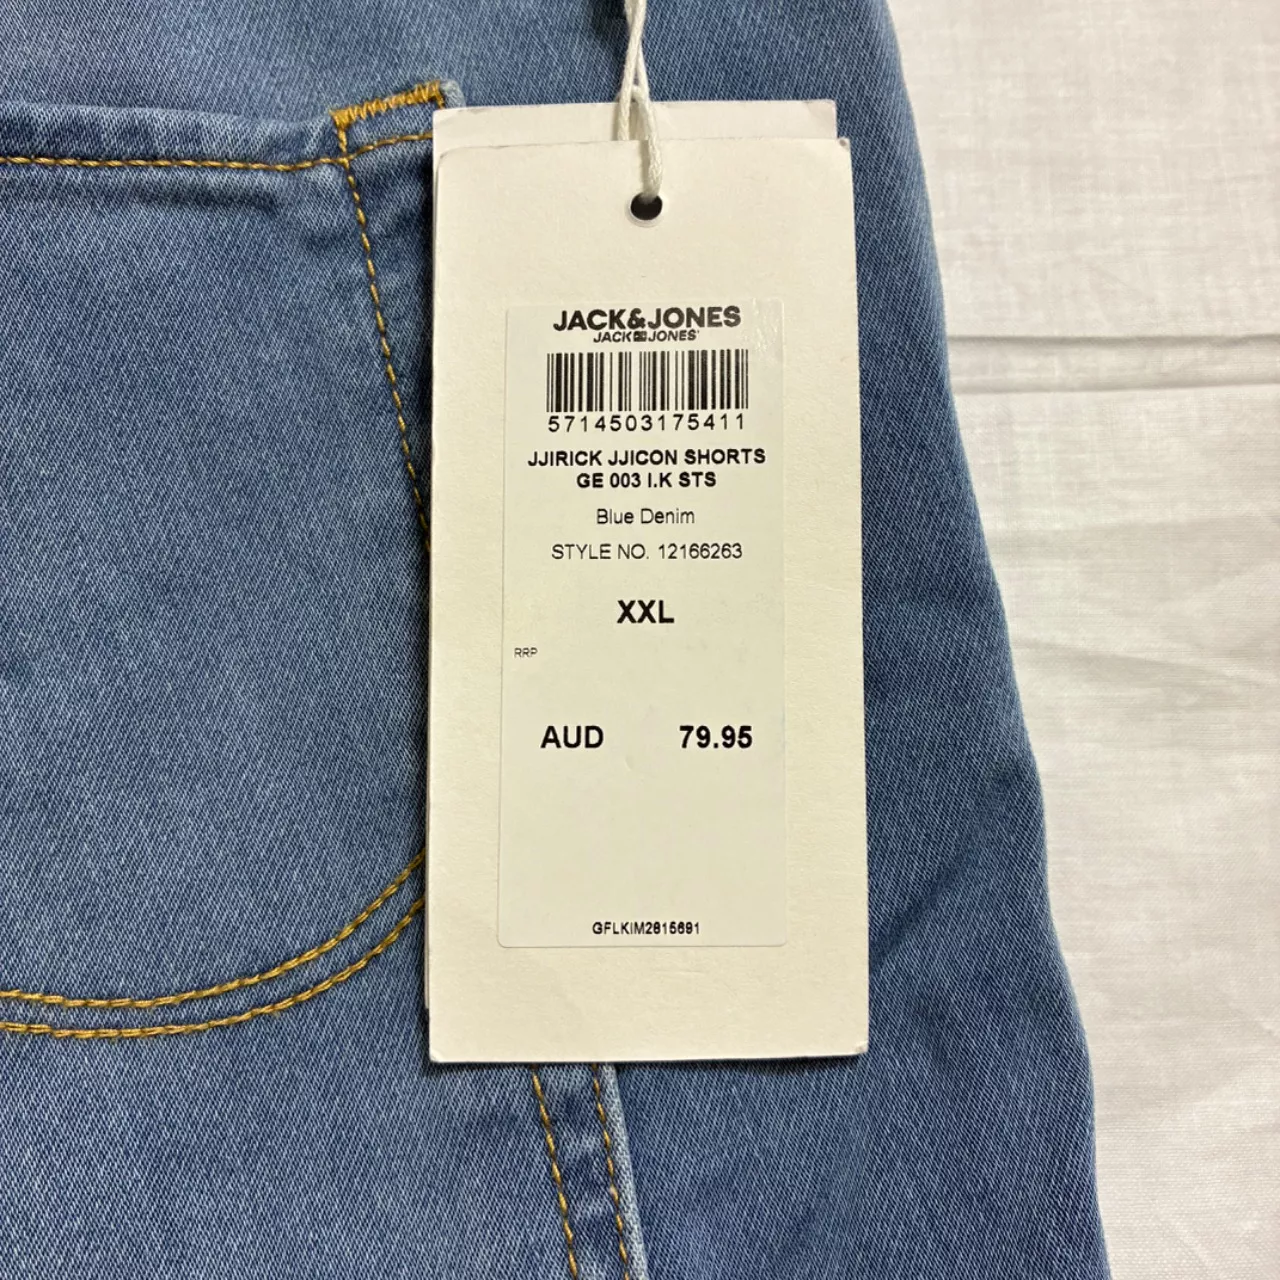 JACK&JONES
JACK&JONES
5714503175411
JJIRICK JJICON SHORTS
GE 003 I.K STS
Blue Denim
STYLE NO. 12166263
XXL
RRP
AUD 79.95
GFLKIM2815691